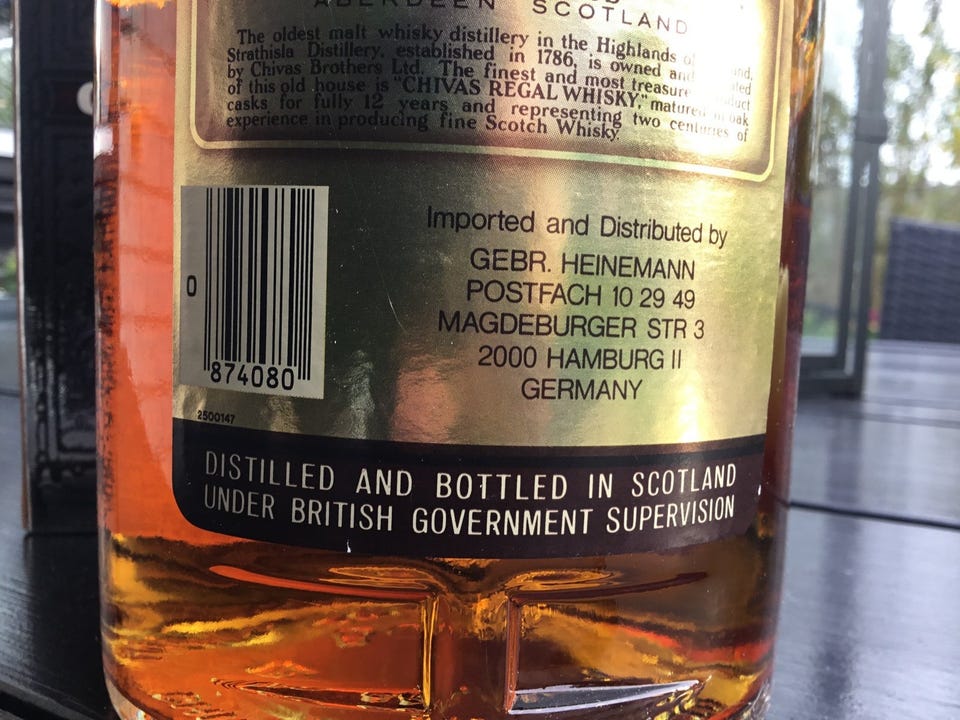 ABERDEEN SCOTLAND
The oldest malt whisky distillery in the Highlands of
Strathisla Distillery, established in 1786, is owned and
by Chivas Brothers Ltd. The finest and most treasure
of this old house is "CHIVAS REGAL WHISKY," matured in oak
casks for fully 12 years and representing two centuries of
experience in producing fine Scotch Whisky.
Imported and Distributed by
GEBR. HEINEMANN
POSTFACH 10 29 49
MAGDEBURGER STR 3
2000 HAMBURG II
GERMANY
0
874080
2500147
DISTILLED AND BOTTLED IN SCOTLAND
UNDER BRITISH GOVERNMENT SUPERVISION